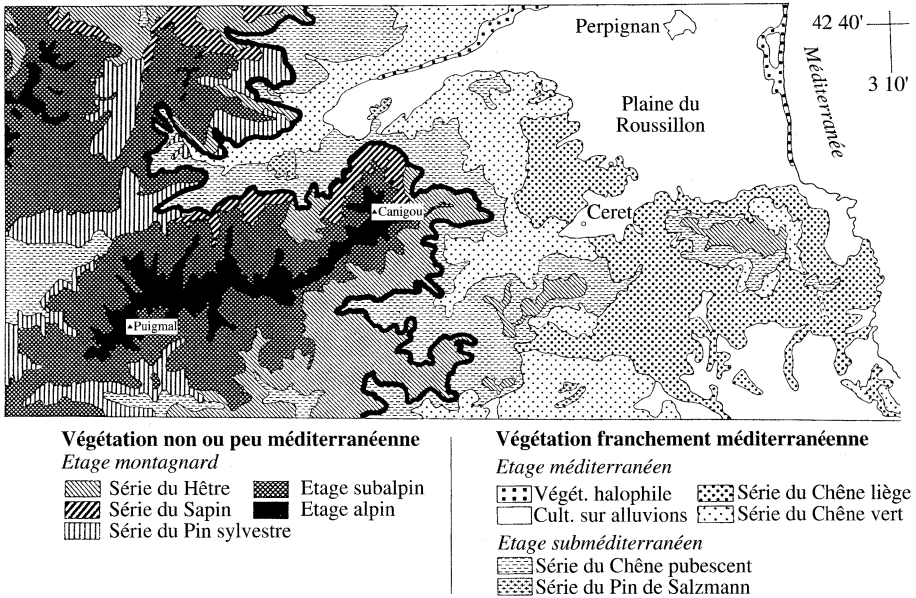 Perpignan
42 40'
3 10'
Méditerranée
Plaine du
Roussillon
Canigou
Ceret
Puigmal
Végétation non ou peu méditerranéenne
Etage montagnard
Série du Hêtre
Série du Sapin
Série du Pin sylvestre
Etage subalpin
Etage alpin
Végétation franchement méditerranéenne
Etage méditerranéen
Végét. halophile
Cult. sur alluvions
Série du Chêne liège
Série du Chêne vert
Etage subméditerranéen
Série du Chêne pubescent
Série du Pin de Salzmann